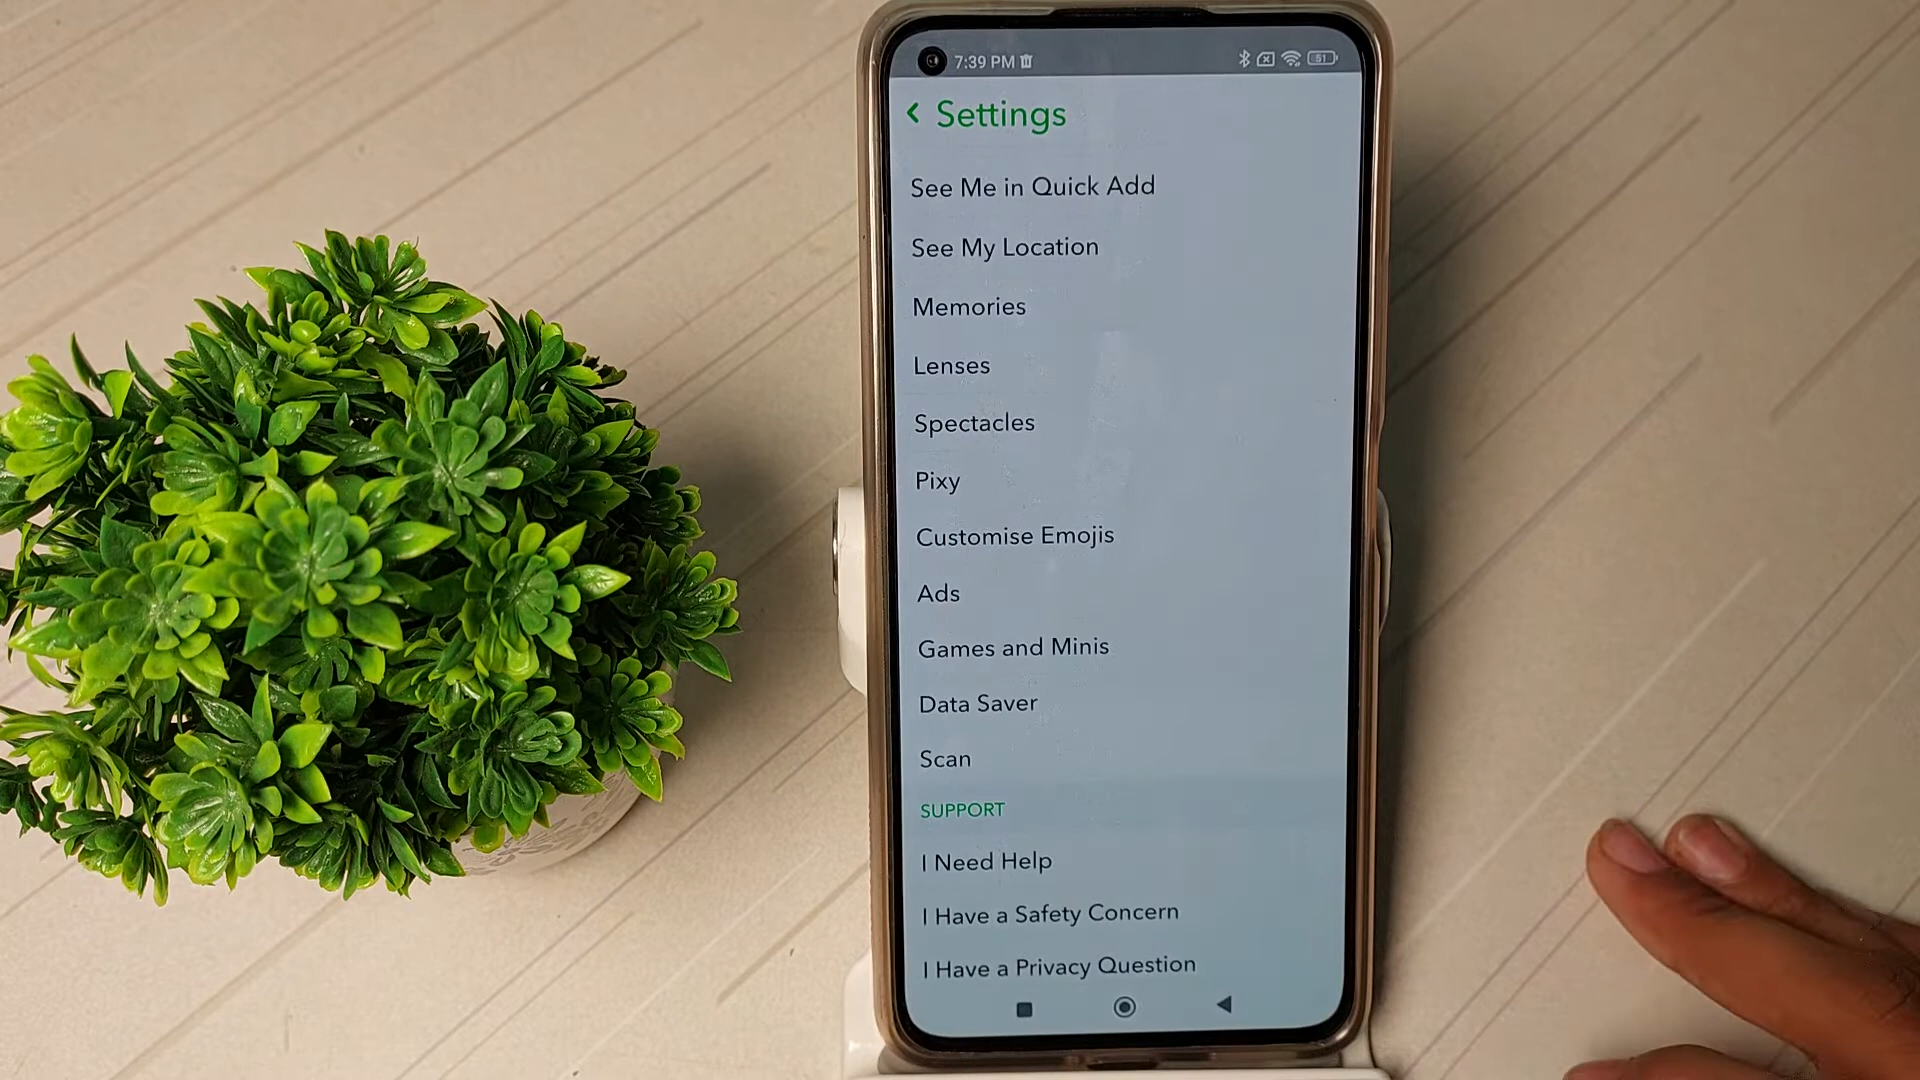 7:39 PM
51
Settings
See Me in Quick Add
See My Location
Memories
Lenses
Spectacles
Pixy
Customise Emojis
Ads
Games and Minis
Data Saver
Scan
SUPPORT
I Need Help
I Have a Safety Concern
I Have a Privacy Question